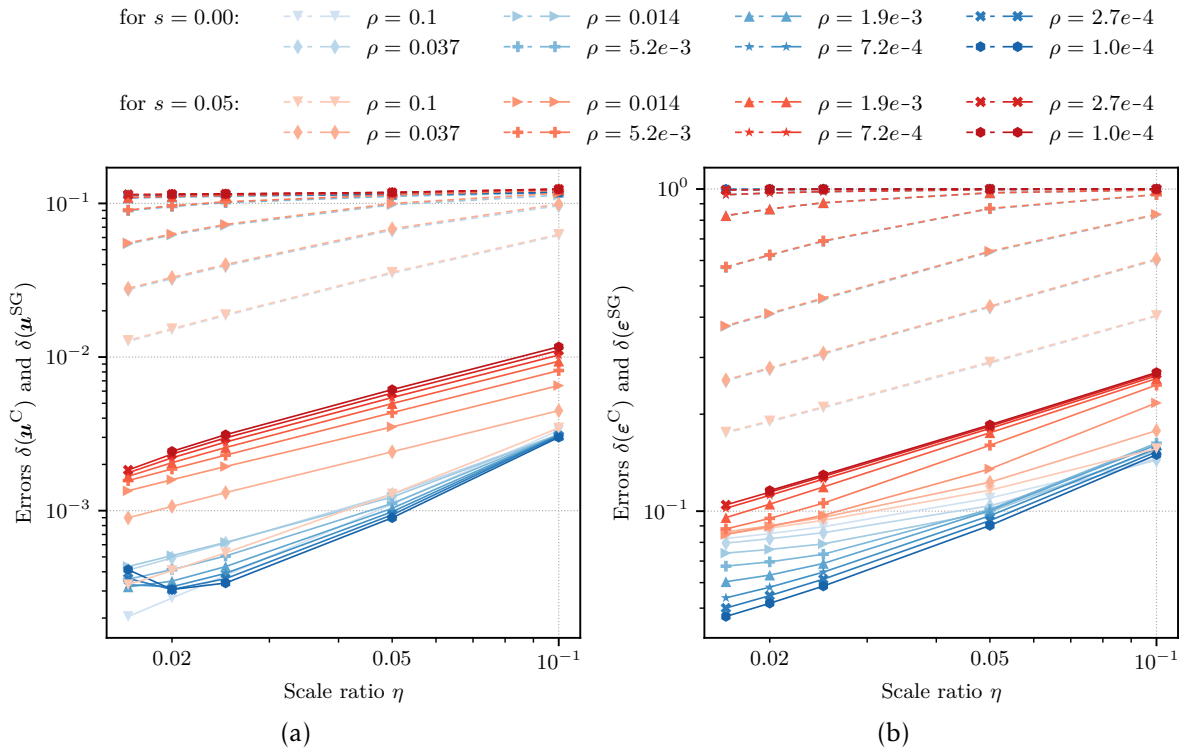 for s = 0.00: ρ = 0.1 ρ = 0.014 ρ = 1.9e–3 ρ = 2.7e–4
ρ = 0.037 ρ = 5.2e–3 ρ = 7.2e–4 ρ = 1.0e–4
for s = 0.05: ρ = 0.1 ρ = 0.014 ρ = 1.9e–3 ρ = 2.7e–4
ρ = 0.037 ρ = 5.2e–3 ρ = 7.2e–4 ρ = 1.0e–4
Errors δ(u^C) and δ(u^SG)
10^−1
10^−2
10^−3
0.02 0.05 10^−1
Scale ratio η
(a)
Errors δ(ε^C) and δ(ε^SG)
10^0
10^−1
0.02 0.05 10^−1
Scale ratio η
(b)